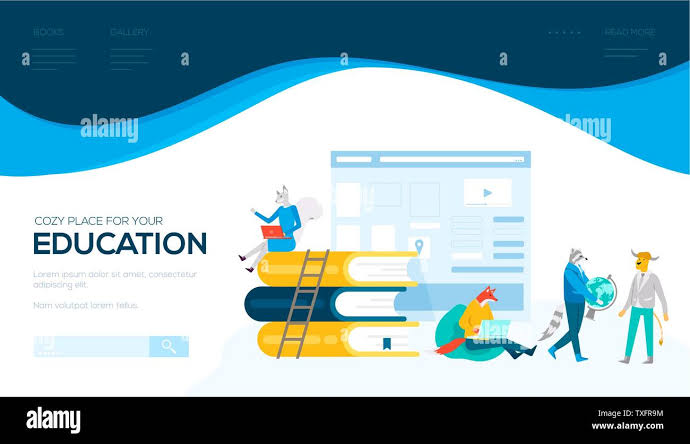 BOOKS
GALLERY
READ MORE
a
a
a
a
alamy
alamy
COZY PLACE FOR YOUR
EDUCATION
Lorem ipsum dolor sit amet, consectetur
adipiscing elit.
Nam volutpat lorem tellus.
alamy
a
a
a
alamy
Image ID: TXFR9M
www.alamy.com